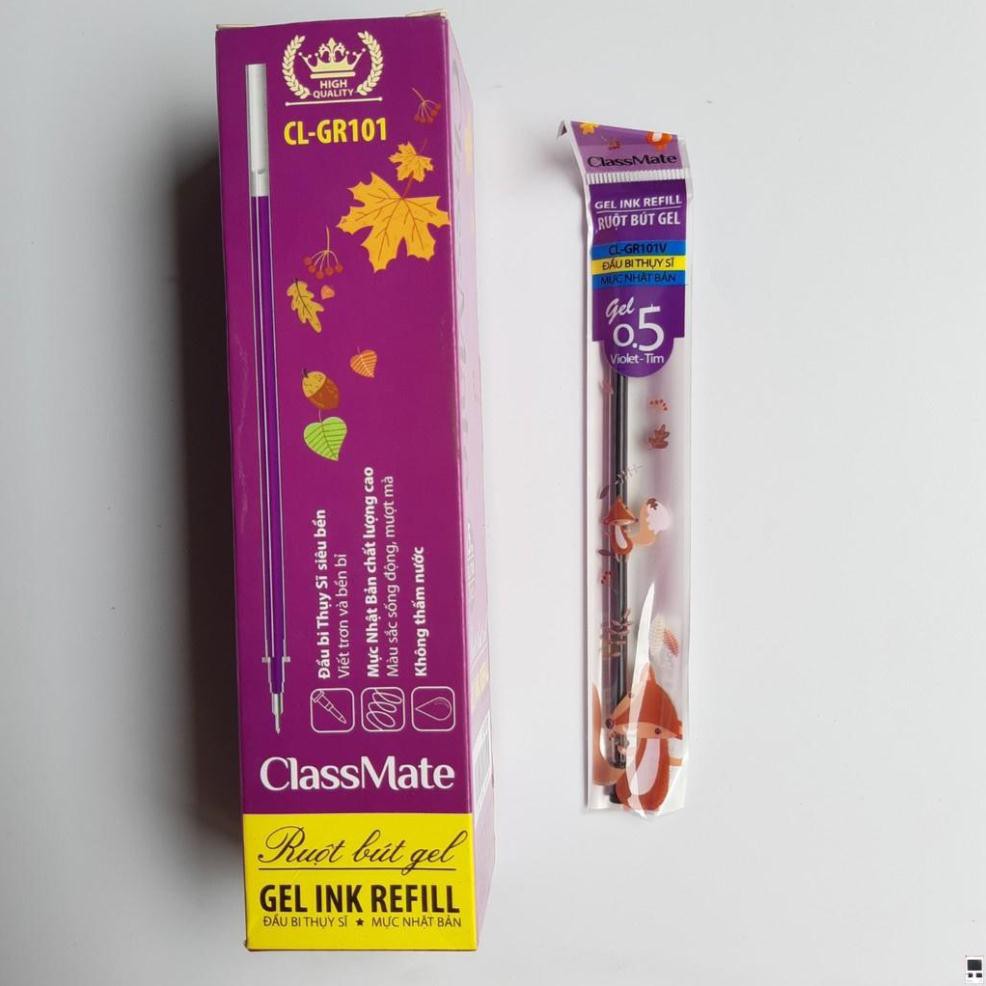 HIGH
QUALITY
CL-GR101
Đầu bi Thụy Sĩ siêu bền
Viết trơn và bền bỉ
Mực Nhật Bản chất lượng cao
Màu sắc sống động, mượt mà
Không thấm nước
ClassMate
Ruột bút gel
GEL INK REFILL
ĐẦU BI THỤY SĨ ★ MỰC NHẬT BẢN
ClassMate
GEL INK REFILL
RUỘT BÚT GEL
CL-GR101V
ĐẦU BI THỤY SĨ
MỰC NHẬT BẢN
Gel
0.5
Violet-Tím